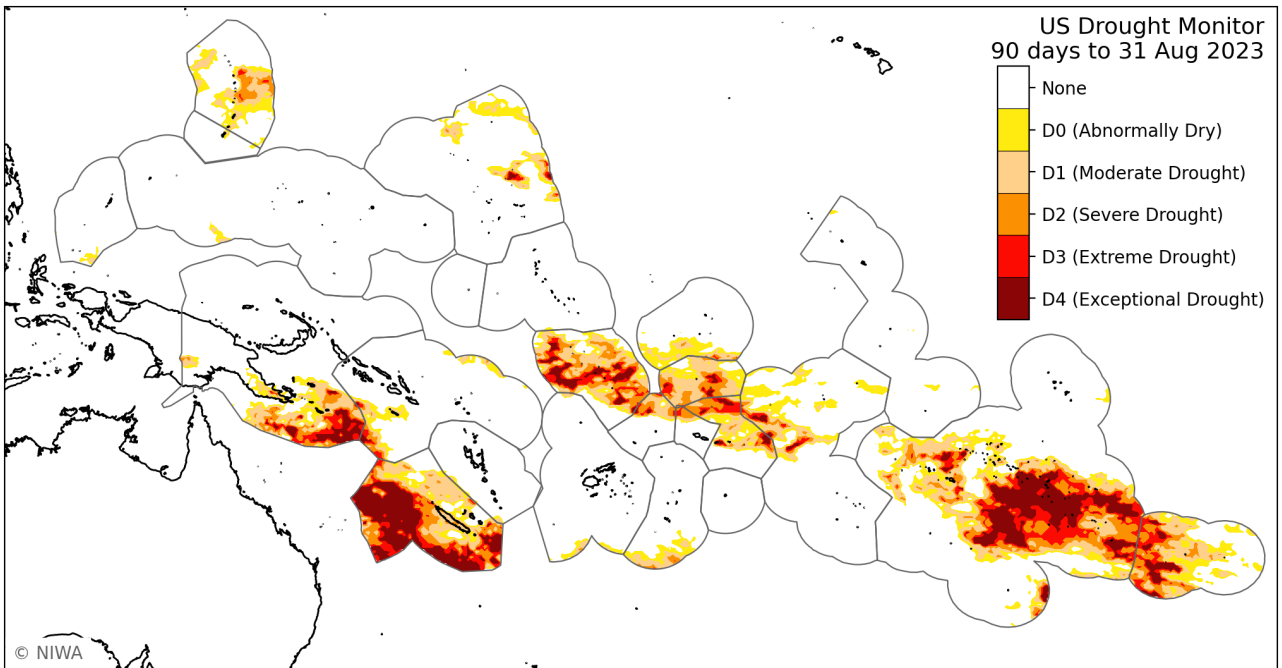 US Drought Monitor
90 days to 31 Aug 2023
None
D0 (Abnormally Dry)
D1 (Moderate Drought)
D2 (Severe Drought)
D3 (Extreme Drought)
D4 (Exceptional Drought)
© NIWA